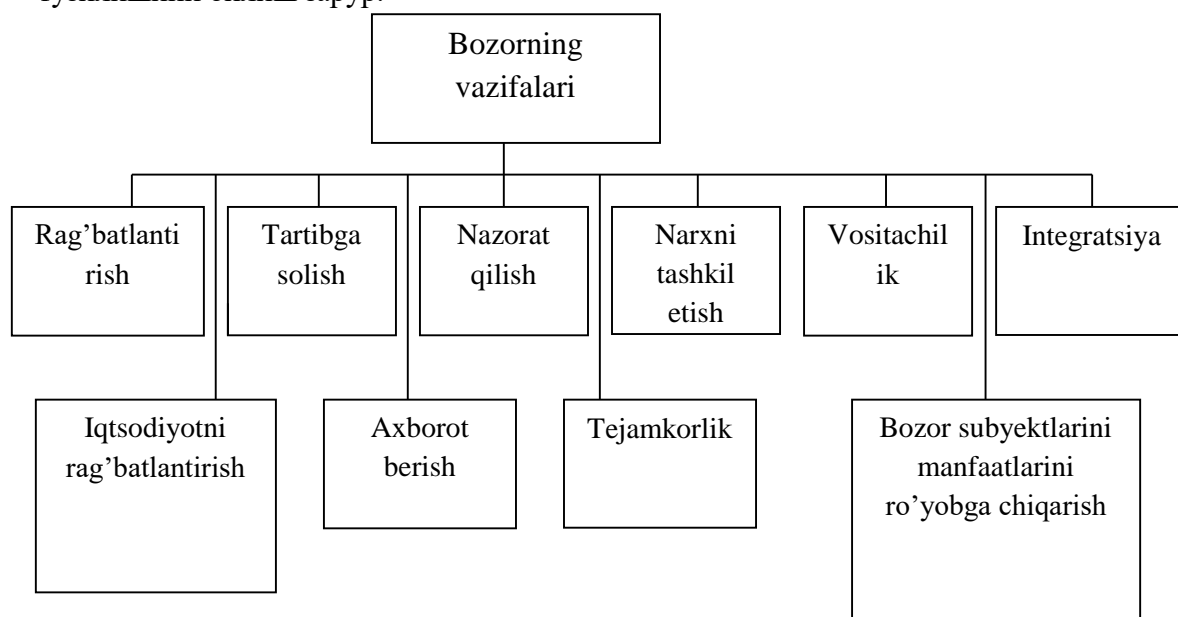 Bozorning
vazifalari
Rag’batlanti
rish
Tartibga
solish
Nazorat
qilish
Narxni
tashkil
etish
Vositachil
ik
Integratsiya
Iqtsodiyotni
rag’batlantirish
Axborot
berish
Tejamkorlik
Bozor subyektlarini
manfaatlarini
ro’yobga chiqarish